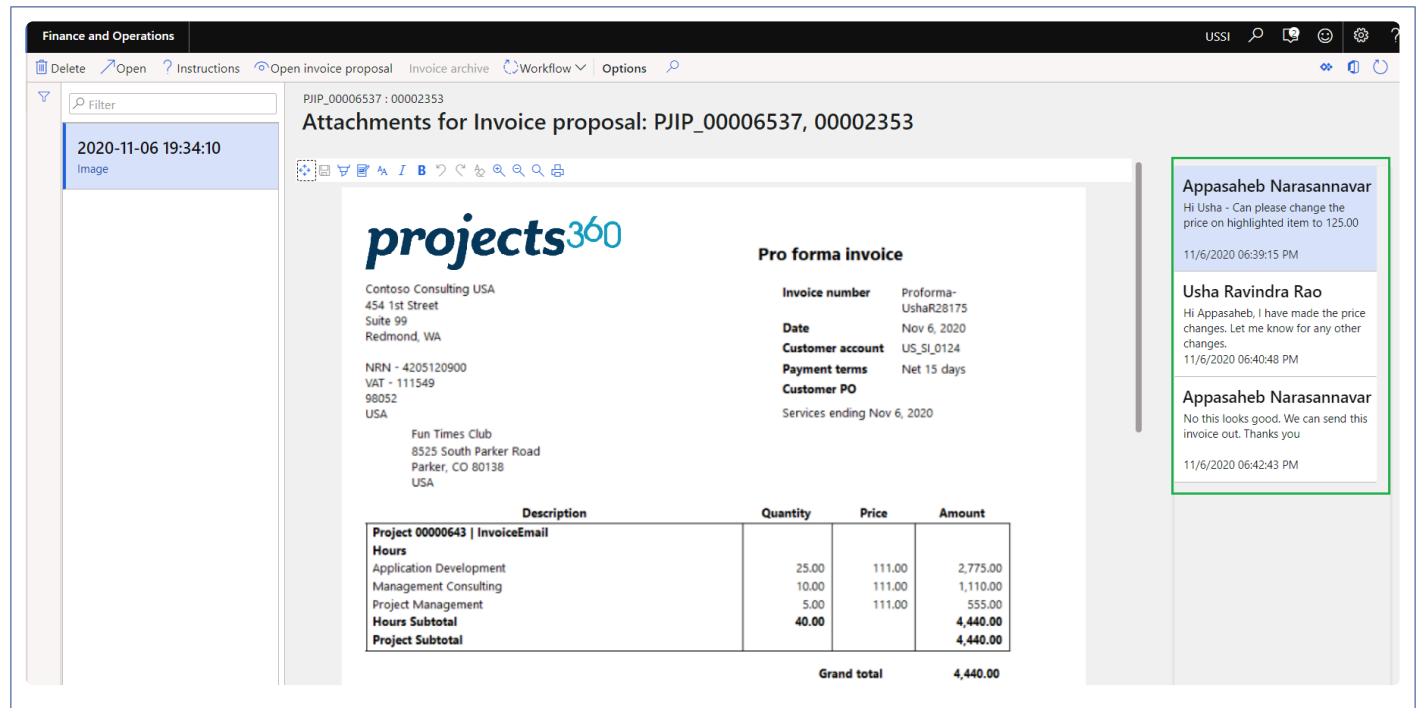 Finance and Operations
USSI
2
?
Delete Open ? Instructions Open invoice proposal Invoice archive Workflow Options
Filter
2020-11-06 19:34:10
Image
PJIP_00006537 : 00002353
Attachments for Invoice proposal: PJIP_00006537, 00002353
I B
projects360
Contoso Consulting USA
454 1st Street
Suite 99
Redmond, WA
NRN - 4205120900
VAT - 111549
98052
USA
Fun Times Club
8525 South Parker Road
Parker, CO 80138
USA
Pro forma invoice
Invoice number Proforma-
UshaR28175
Date Nov 6, 2020
Customer account US_SI_0124
Payment terms Net 15 days
Customer PO
Services ending Nov 6, 2020
Description Quantity Price Amount
Project 00000643 | InvoiceEmail
Hours
Application Development 25.00 111.00 2,775.00
Management Consulting 10.00 111.00 1,110.00
Project Management 5.00 111.00 555.00
Hours Subtotal 40.00 4,440.00
Project Subtotal 4,440.00
Grand total 4,440.00
Appasaheb Narasannavar
Hi Usha - Can please change the
price on highlighted item to 125.00
11/6/2020 06:39:15 PM
Usha Ravindra Rao
Hi Appasaheb, I have made the price
changes. Let me know for any other
changes.
11/6/2020 06:40:48 PM
Appasaheb Narasannavar
No this looks good. We can send this
invoice out. Thanks you
11/6/2020 06:42:43 PM